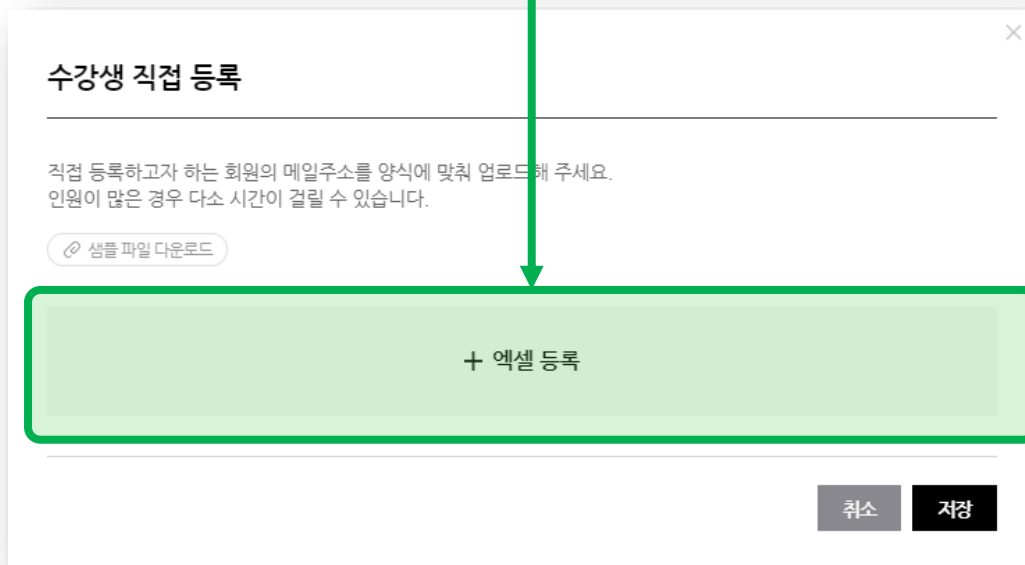 수강생 직접 등록
직접 등록하고자 하는 회원의 메일주소를 양식에 맞춰 업로드해 주세요.
인원이 많은 경우 다소 시간이 걸릴 수 있습니다.
샘플 파일 다운로드
+ 엑셀 등록
취소 저장